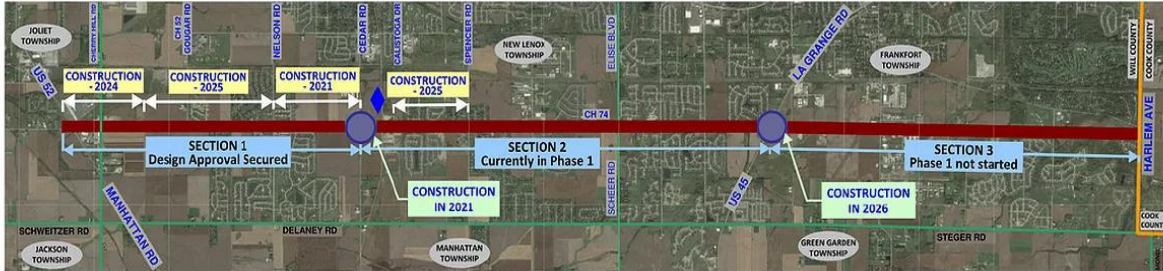 JOLIET
TOWNSHIP
US 52
CHERRY HILL RD
CH 52
GOUGAR RD
NELSON RD
CEDAR RD
CALISTOGA DR
SPENCER RD
NEW LENOX
TOWNSHIP
ELISE BLVD
LA GRANGE RD
FRANKFORT
TOWNSHIP
WILL COUNTY
COOK COUNTY
CONSTRUCTION
- 2024
CONSTRUCTION
- 2025
CONSTRUCTION
- 2021
CONSTRUCTION
- 2025
CH 74
HARLEM AVE
SECTION 1
Design Approval Secured
SECTION 2
Currently in Phase 1
SECTION 3
Phase 1 not started
MANHATTAN RD
CONSTRUCTION
IN 2021
SCHEER RD
US 45
CONSTRUCTION
IN 2026
SCHWEITZER RD
DELANEY RD
STEGER RD
JACKSON
TOWNSHIP
MANHATTAN
TOWNSHIP
GREEN GARDEN
TOWNSHIP
COOK